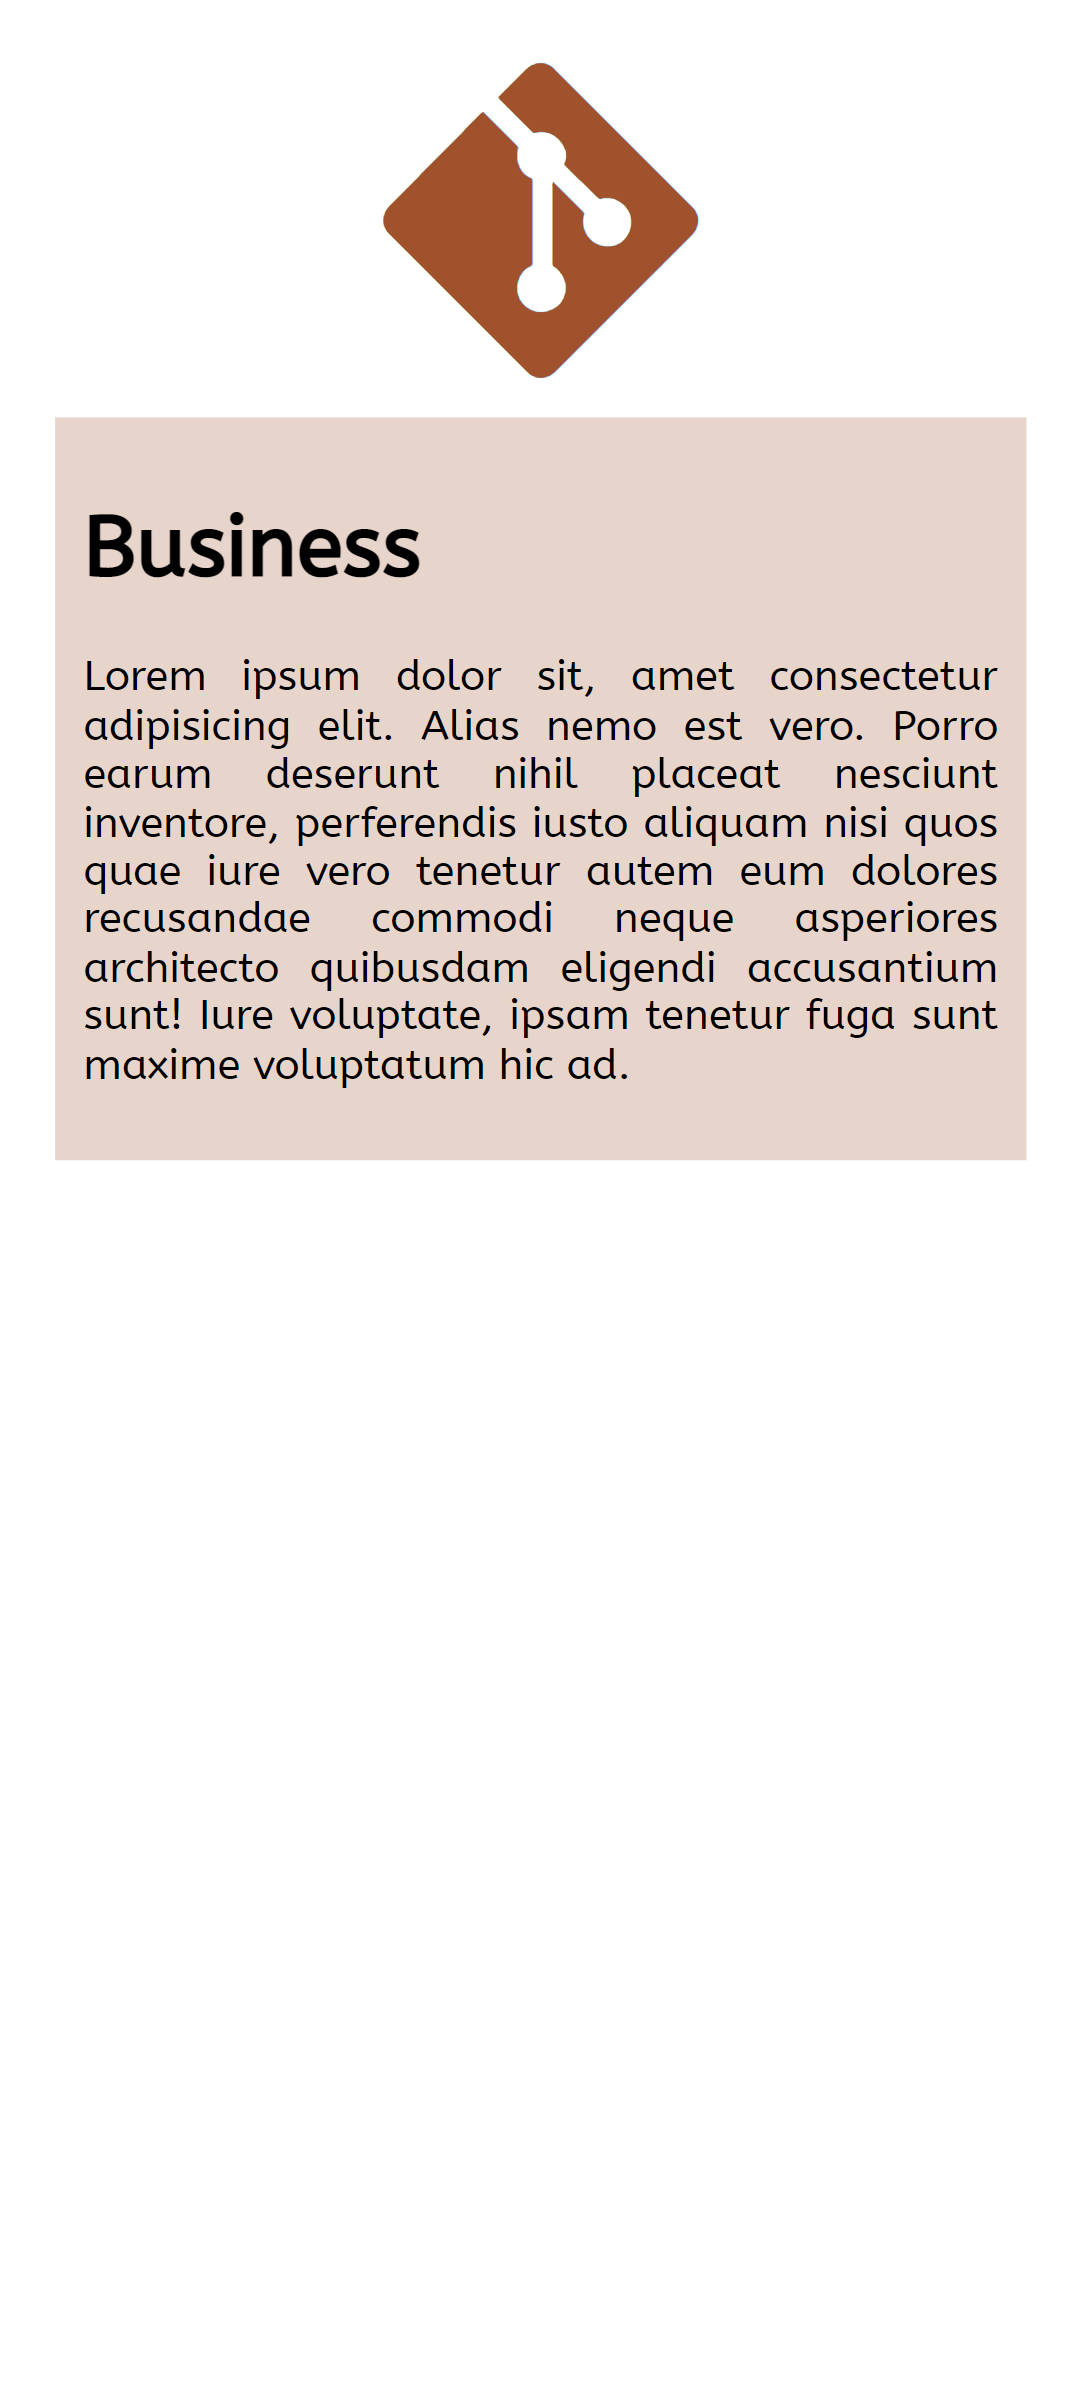 Business
Lorem ipsum dolor sit, amet consectetur
adipisicing elit. Alias nemo est vero. Porro
earum deserunt nihil placeat nesciunt
inventore, perferendis iusto aliquam nisi quos
quae iure vero tenetur autem eum dolores
recusandae commodi neque asperiores
architecto quibusdam eligendi accusantium
sunt! Iure voluptate, ipsam tenetur fuga sunt
maxime voluptatum hic ad.